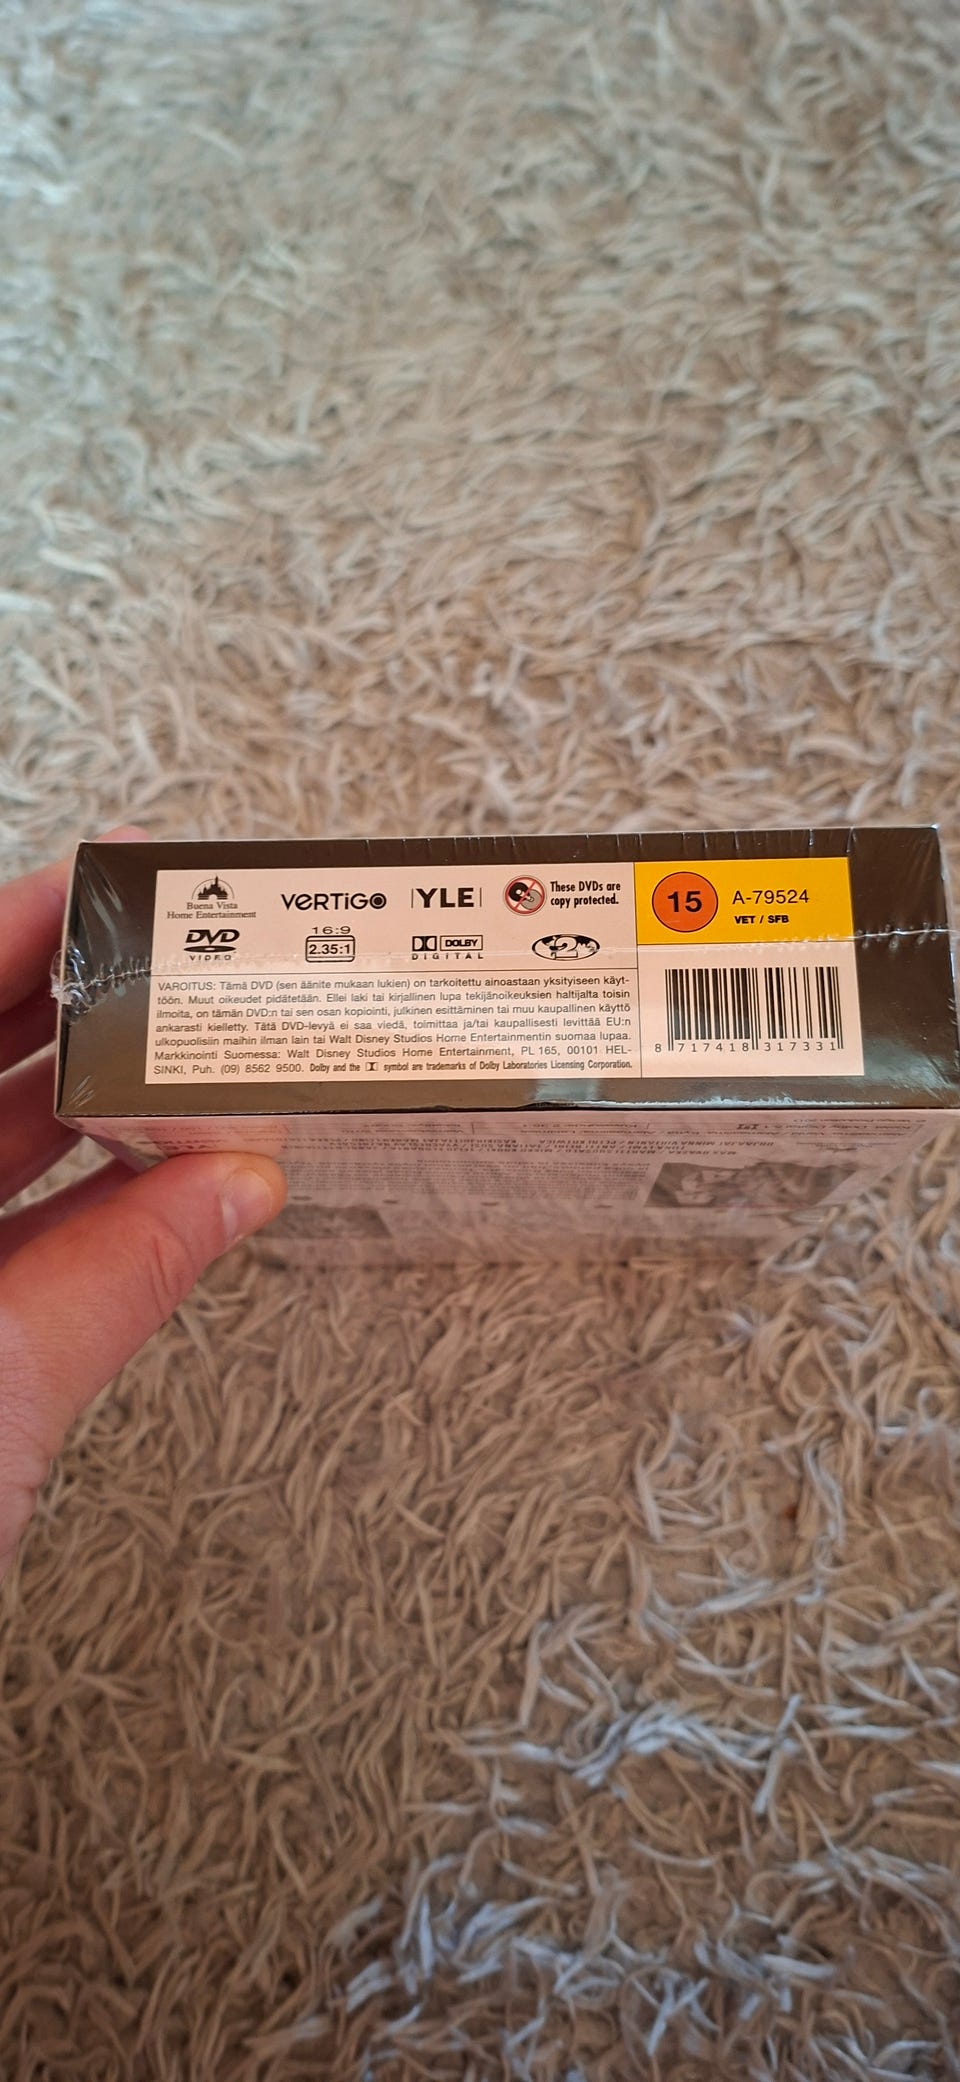 Buena Vista
Home Entertainment
VERTIGO
YLE
These DVDs are
copy protected.
15
A-79524
VET / SFB
DVD
VIDEO
16:9
2.35:1
DOLBY
DIGITAL
2
VAROITUS: Tämä DVD (sen äänite mukaan lukien) on tarkoitettu ainoastaan yksityiseen käyt-
töön. Muut oikeudet pidätetään. Ellei laki tai kirjallinen lupa tekijänoikeuksien haltijalta toisin
ilmoita, on tämän DVD:n tai sen osan kopiointi, julkinen esittäminen tai muu kaupallinen käyttö
ankarasti kielletty. Tätä DVD-levyä ei saa viedä, toimittaa ja/tai kaupallisesti levittää EU:n
ulkopuolisiin maihin ilman lain tai Walt Disney Studios Home Entertainmentin suomaa lupaa.
Markkinointi Suomessa: Walt Disney Studios Home Entertainment, PL 165, 00101 HEL-
SINKI, Puh. (09) 8562 9500. Dolby and the symbol are trademarks of Dolby Laboratories Licensing Corporation.
8 717418 317331